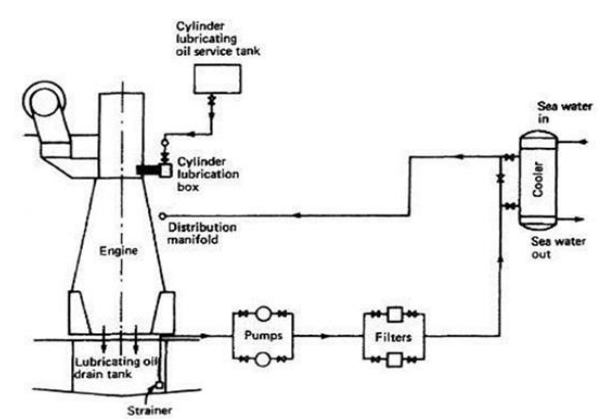 Cylinder
lubricating
oil service tank
Sea water
in
Cylinder
lubrication
box
Cooler
Distribution
manifold
Engine
Sea water
out
Pumps
Filters
Lubricating oil
drain tank
Strainer